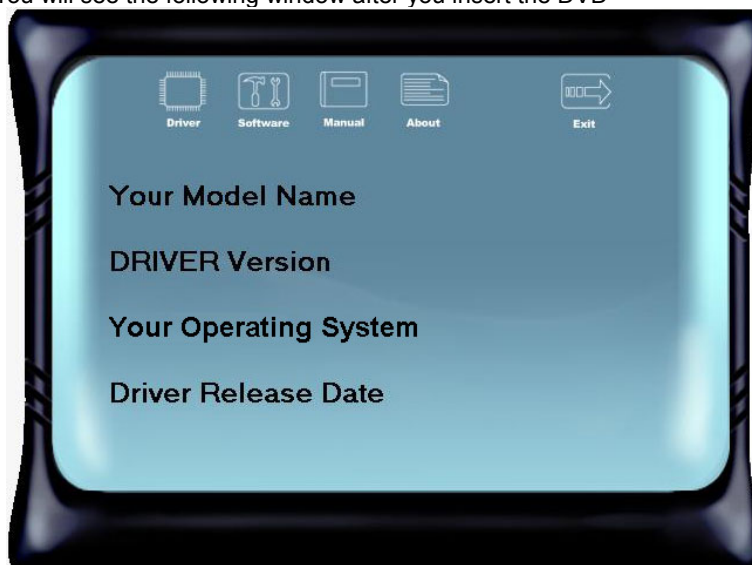 You will see the following window after you insert the DVD
Driver Software Manual About Exit
Your Model Name
DRIVER Version
Your Operating System
Driver Release Date